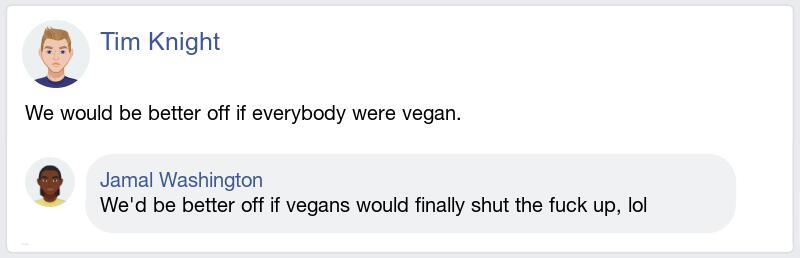 Tim Knight
We would be better off if everybody were vegan.
Jamal Washington
We'd be better off if vegans would finally shut the fuck up, lol